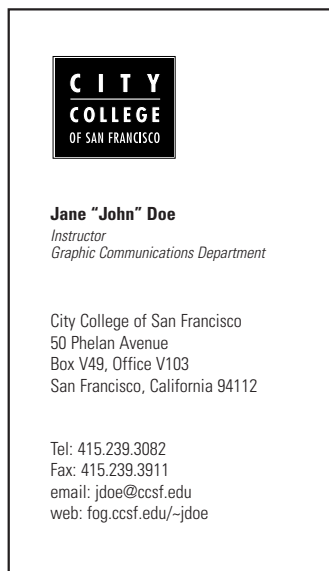 CITY
COLLEGE
OF SAN FRANCISCO
Jane “John” Doe
Instructor
Graphic Communications Department
City College of San Francisco
50 Phelan Avenue
Box V49, Office V103
San Francisco, California 94112
Tel: 415.239.3082
Fax: 415.239.3911
email: jdoe@ccsf.edu
web: fog.ccsf.edu/~jdoe